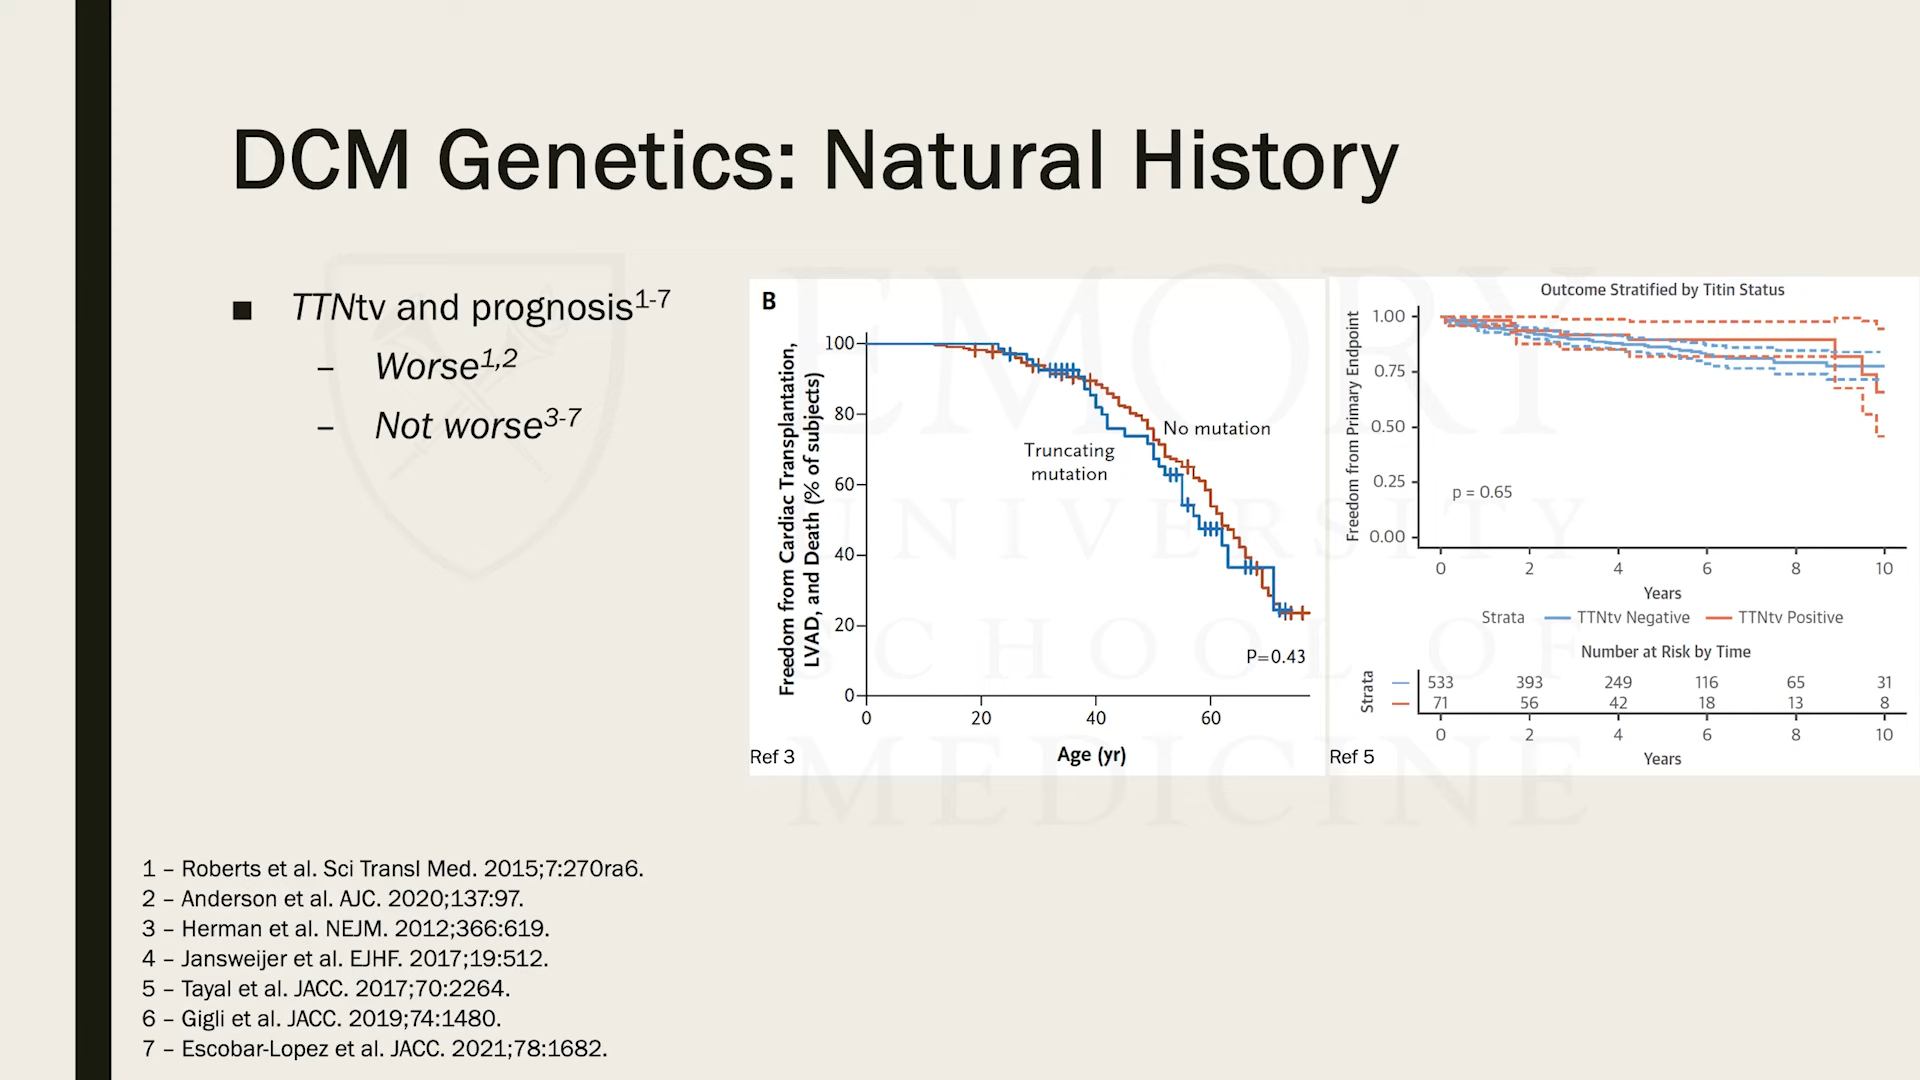 DCM Genetics: Natural History
■ TTNtv and prognosis1-7
– Worse1,2
– Not worse3-7
B
Freedom from Cardiac Transplantation,
LVAD, and Death (% of subjects)
100
80
60
40
20
0
No mutation
Truncating
mutation
P=0.43
0 20 40 60
Age (yr)
Ref 3
Outcome Stratified by Titin Status
Freedom from Primary Endpoint
1.00
0.75
0.50
0.25
0.00
p = 0.65
0 2 4 6 8 10
Years
Strata TTNtv Negative TTNtv Positive
Number at Risk by Time
Strata
533 393 249 116 65 31
71 56 42 18 13 8
0 2 4 6 8 10
Years
Ref 5
EMORY
UNIVERSITY
SCHOOL OF
MEDICINE
1 – Roberts et al. Sci Transl Med. 2015;7:270ra6.
2 – Anderson et al. AJC. 2020;137:97.
3 – Herman et al. NEJM. 2012;366:619.
4 – Jansweijer et al. EJHF. 2017;19:512.
5 – Tayal et al. JACC. 2017;70:2264.
6 – Gigli et al. JACC. 2019;74:1480.
7 – Escobar-Lopez et al. JACC. 2021;78:1682.